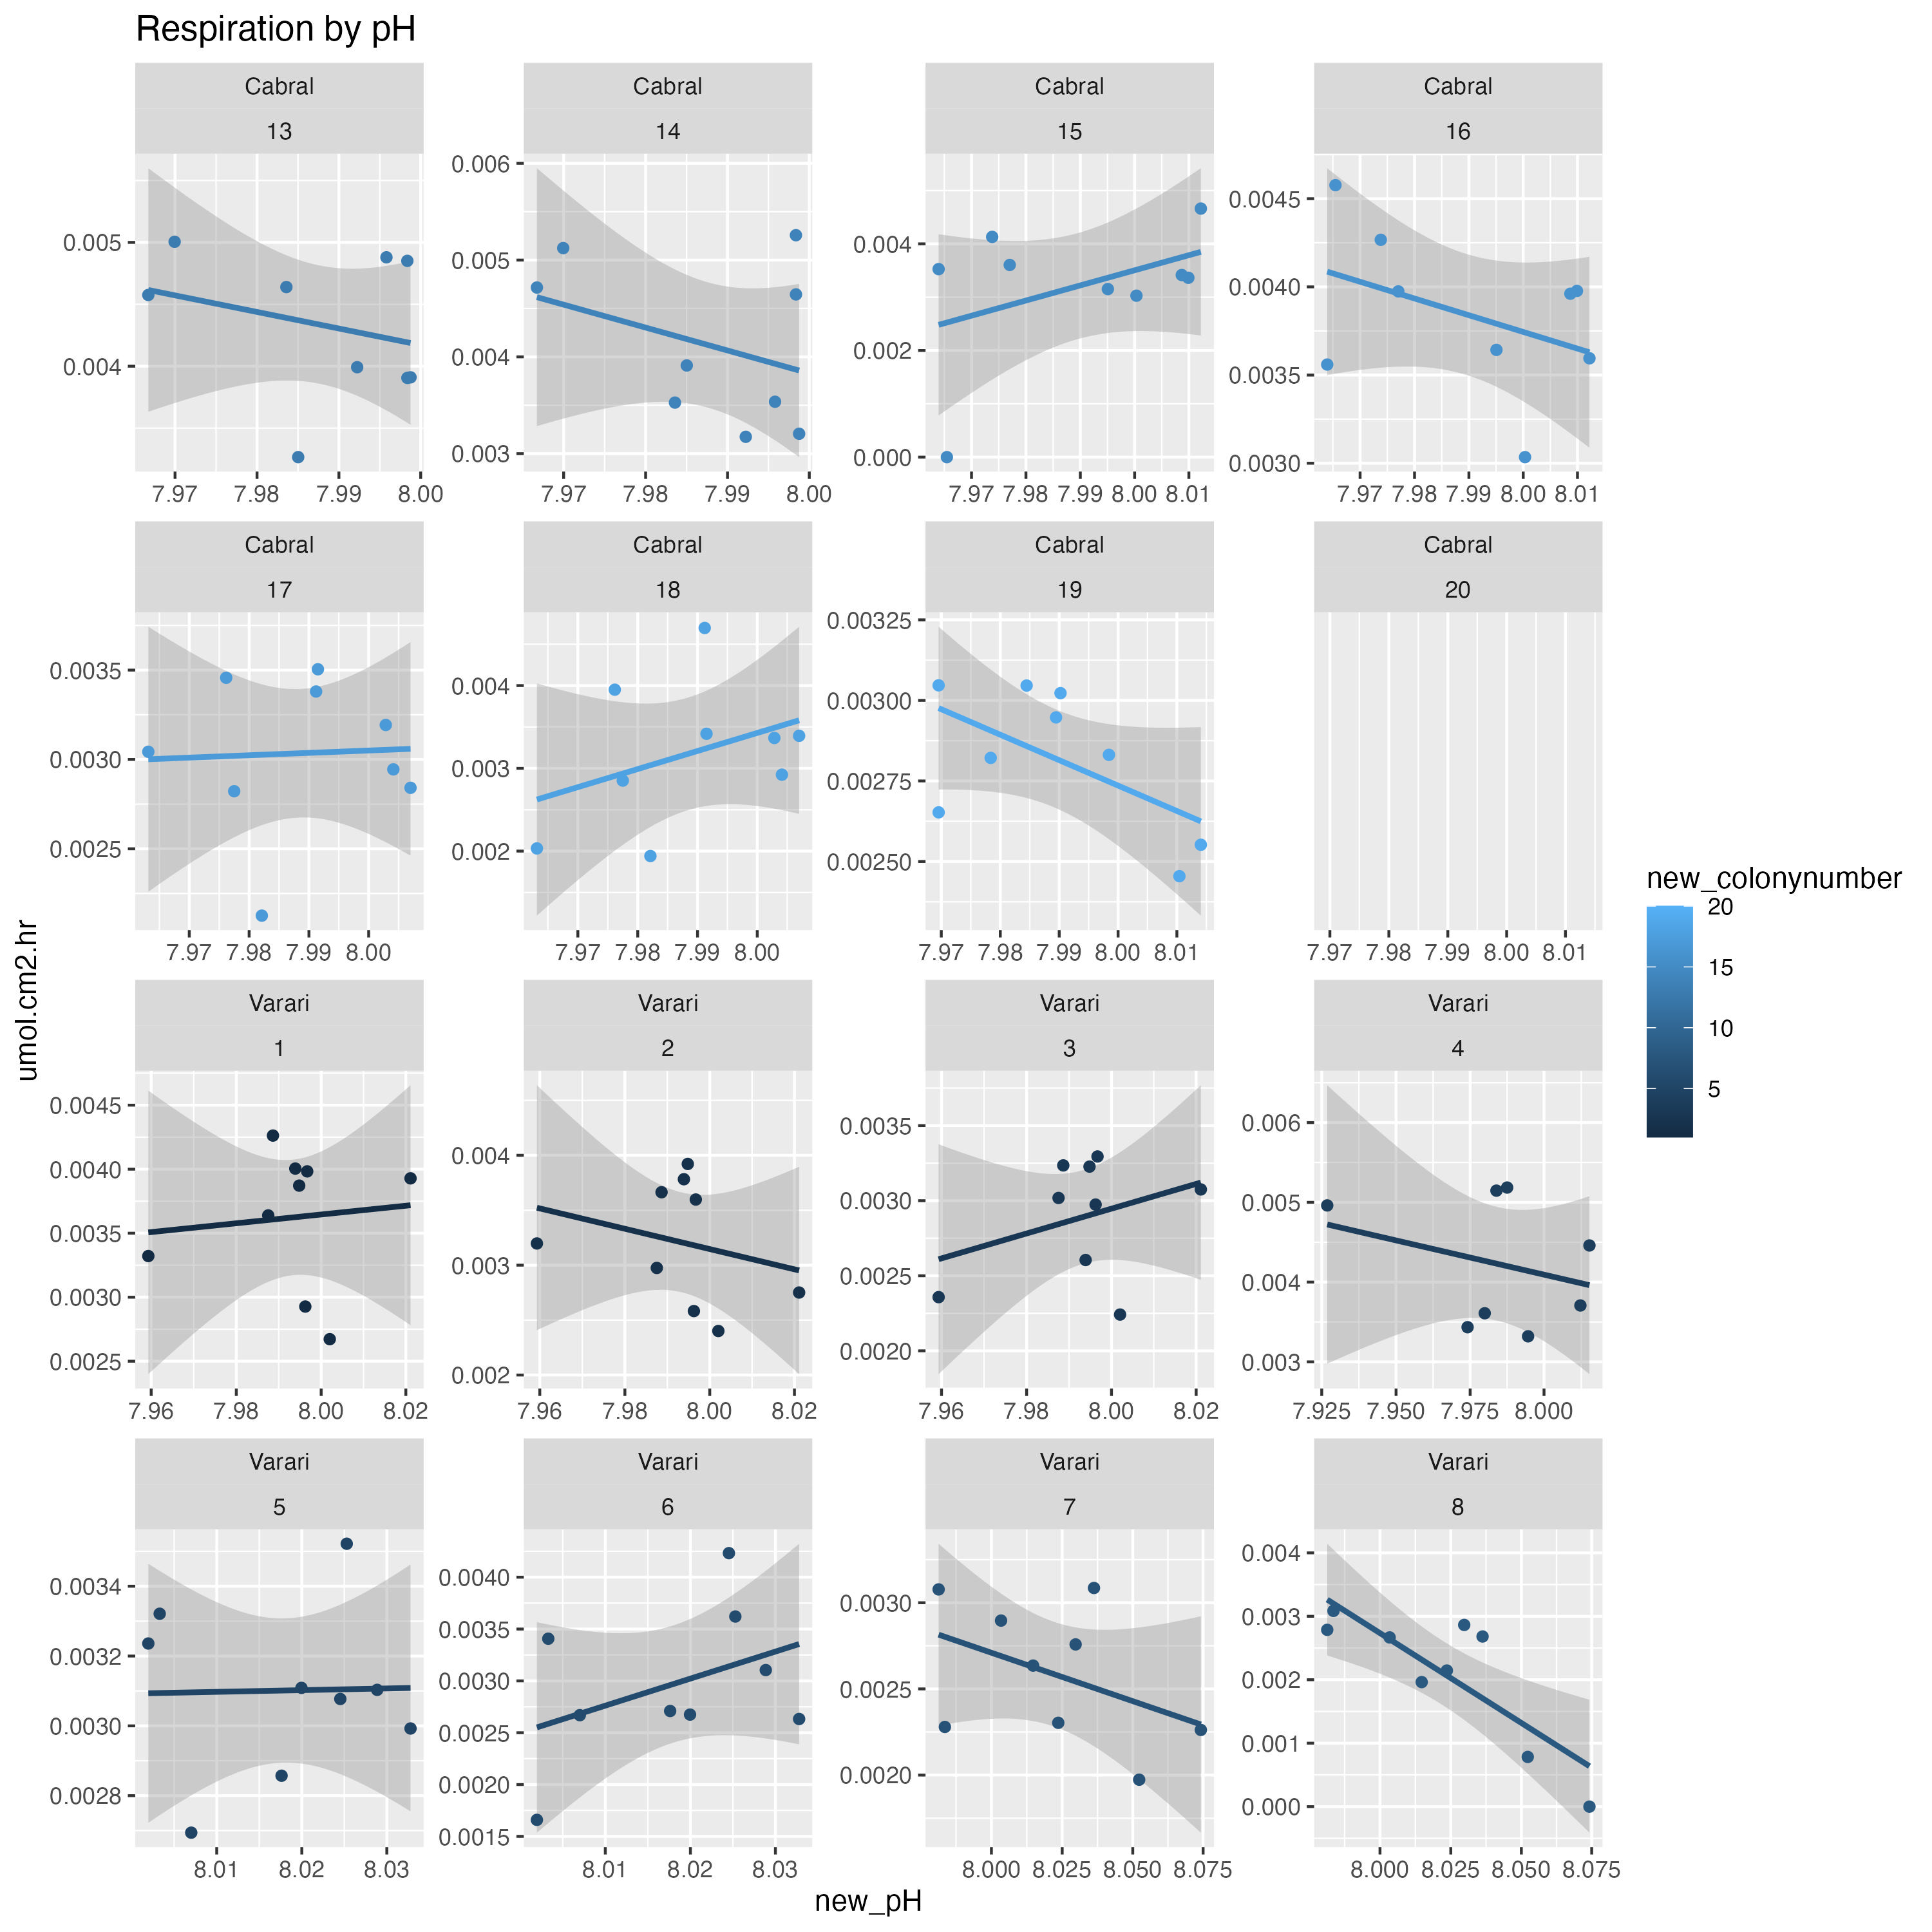 Respiration by pH
Cabral
13
Cabral
14
Cabral
15
Cabral
16
0.005
0.004
0.006
0.005
0.004
0.003
0.004
0.002
0.000
0.0045
0.0040
0.0035
0.0030
7.97 7.98 7.99 8.00
7.97 7.98 7.99 8.00
7.97 7.98 7.99 8.00 8.01
7.97 7.98 7.99 8.00 8.01
Cabral
17
Cabral
18
Cabral
19
Cabral
20
0.0035
0.0030
0.0025
0.004
0.003
0.002
0.00325
0.00300
0.00275
0.00250
7.97 7.98 7.99 8.00
7.97 7.98 7.99 8.00
7.97 7.98 7.99 8.00 8.01
7.97 7.98 7.99 8.00 8.01
Varari
1
Varari
2
Varari
3
Varari
4
0.0045
0.0040
0.0035
0.0030
0.0025
0.004
0.003
0.002
0.0035
0.0030
0.0025
0.0020
0.006
0.005
0.004
0.003
7.96 7.98 8.00 8.02
7.96 7.98 8.00 8.02
7.96 7.98 8.00 8.02
7.925 7.950 7.975 8.000
Varari
5
Varari
6
Varari
7
Varari
8
0.0034
0.0032
0.0030
0.0028
0.0040
0.0035
0.0030
0.0025
0.0020
0.0015
0.0030
0.0025
0.0020
0.004
0.003
0.002
0.001
0.000
8.01 8.02 8.03
8.01 8.02 8.03
8.000 8.025 8.050 8.075
8.000 8.025 8.050 8.075
new_pH
umol.cm2.hr
new_colonynumber
20
15
10
5